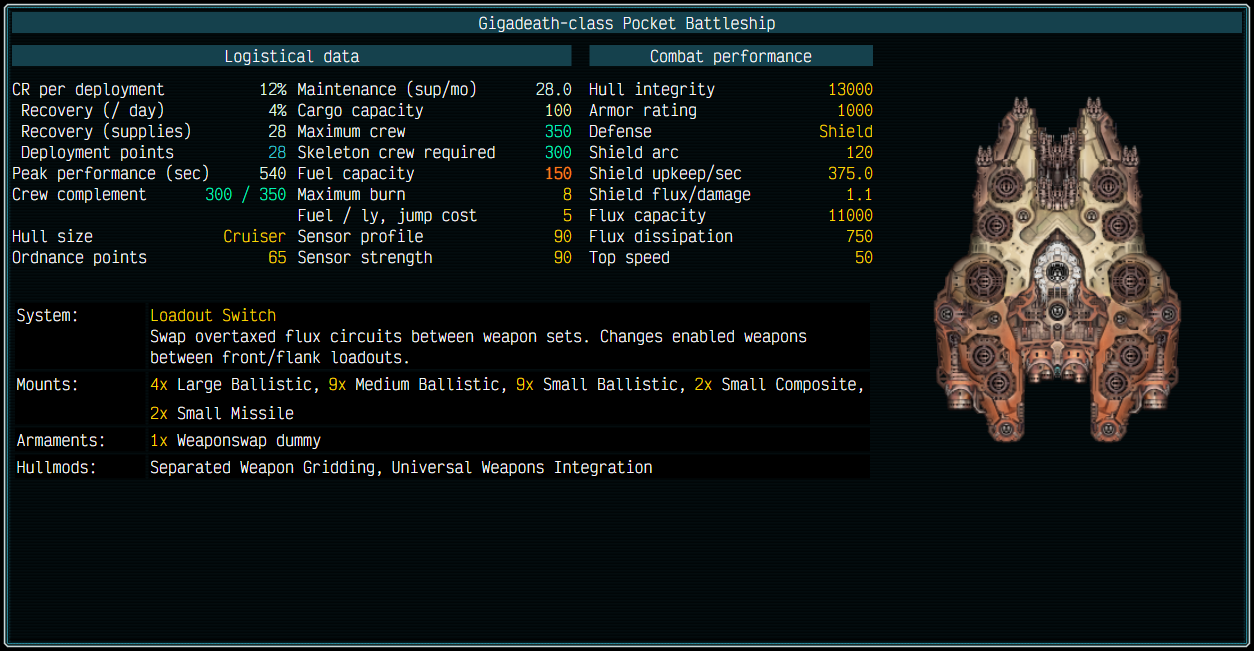 Gigadeath-class Pocket Battleship
Logistical data
Combat performance
CR per deployment 12% Maintenance (sup/mo) 28.0 Hull integrity 13000
Recovery (/ day) 4% Cargo capacity 100 Armor rating 1000
Recovery (supplies) 28 Maximum crew 350 Defense Shield
Deployment points 28 Skeleton crew required 300 Shield arc 120
Peak performance (sec) 540 Fuel capacity 150 Shield upkeep/sec 375.0
Crew complement 300 / 350 Maximum burn 8 Shield flux/damage 1.1
Fuel / ly, jump cost 5 Flux capacity 11000
Hull size Cruiser Sensor profile 90 Flux dissipation 750
Ordnance points 65 Sensor strength 90 Top speed 50
System: Loadout Switch
Swap overtaxed flux circuits between weapon sets. Changes enabled weapons
between front/flank loadouts.
Mounts: 4x Large Ballistic, 9x Medium Ballistic, 9x Small Ballistic, 2x Small Composite,
2x Small Missile
Armaments: 1x Weaponswap dummy
Hullmods: Separated Weapon Gridding, Universal Weapons Integration